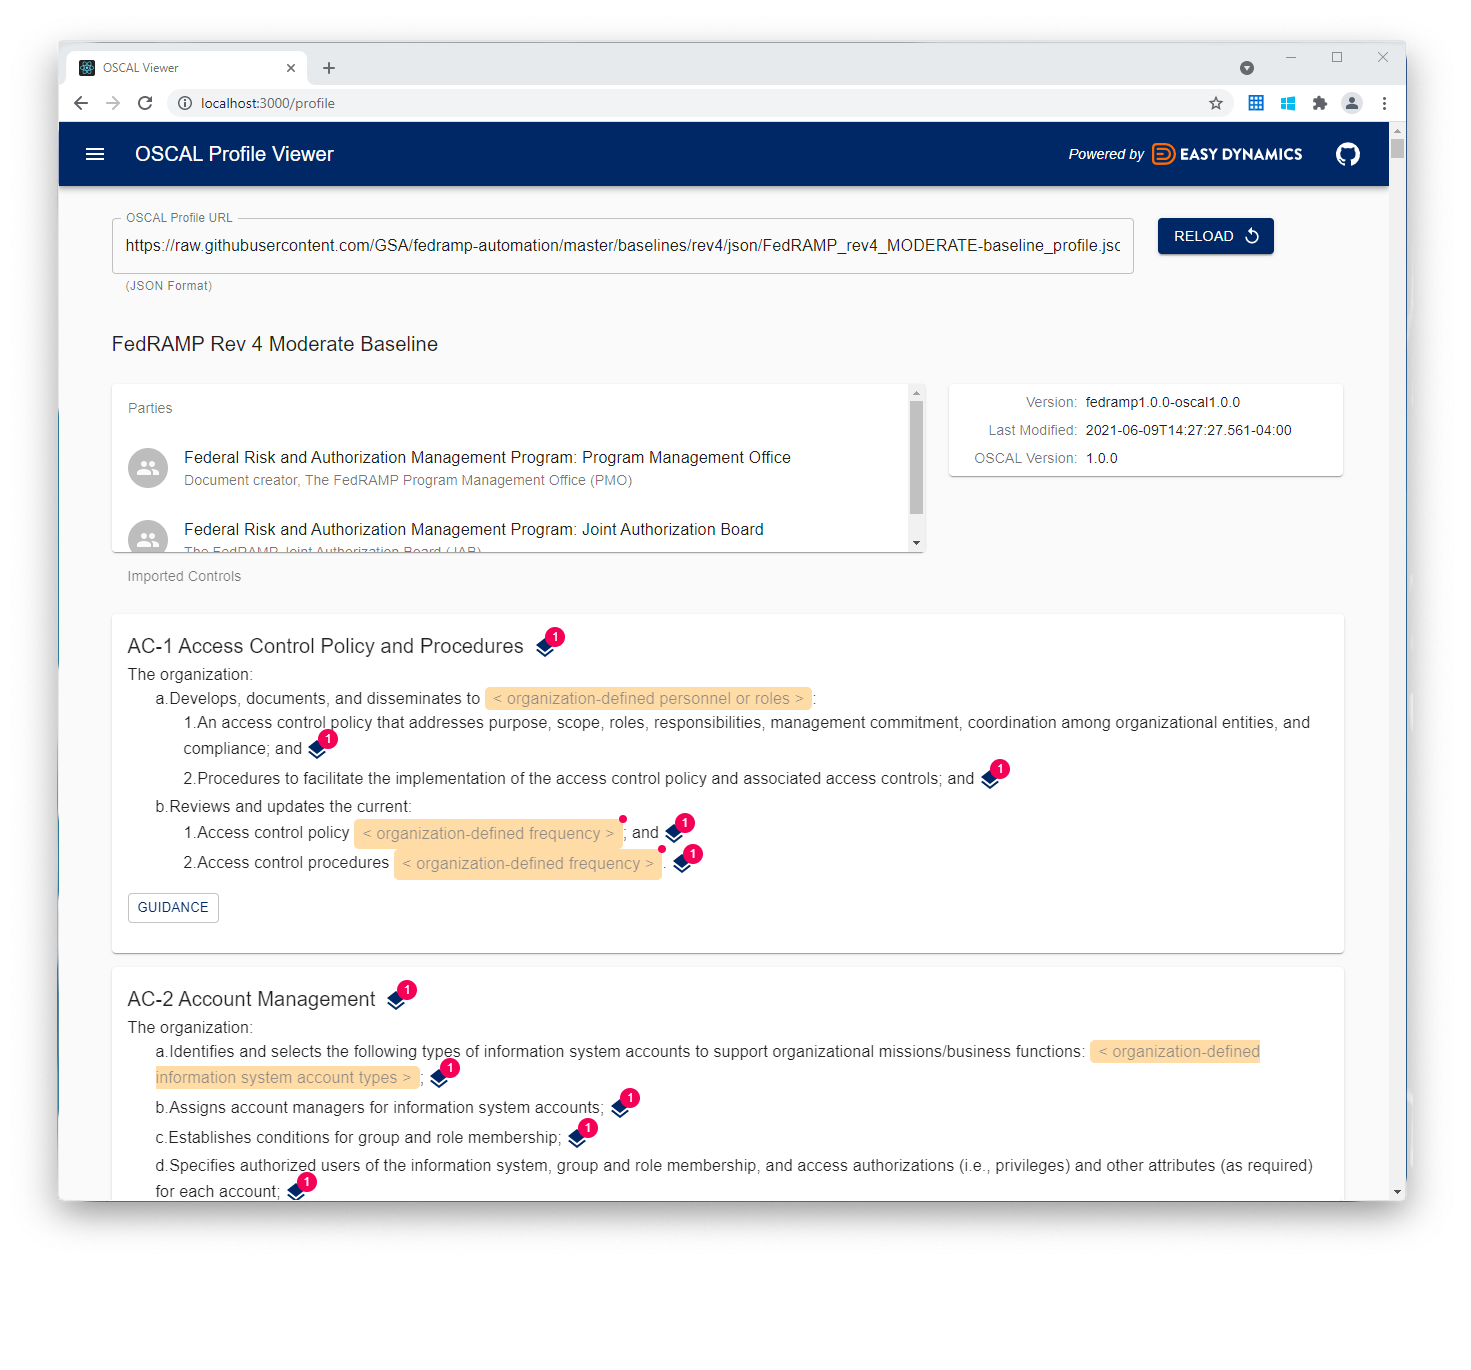 OSCAL Viewer
localhost:3000/profile
OSCAL Profile Viewer
Powered by EASY DYNAMICS
OSCAL Profile URL
https://raw.githubusercontent.com/GSA/fedramp-automation/master/baselines/rev4/json/FedRAMP_rev4_MODERATE-baseline_profile.jsc
RELOAD
(JSON Format)
FedRAMP Rev 4 Moderate Baseline
Parties
Federal Risk and Authorization Management Program: Program Management Office
Document creator, The FedRAMP Program Management Office (PMO)
Federal Risk and Authorization Management Program: Joint Authorization Board
The FedRAMP Joint Authorization Board (JAB)
Version: fedramp1.0.0-oscal1.0.0
Last Modified: 2021-06-09T14:27:27.561-04:00
OSCAL Version: 1.0.0
Imported Controls
AC-1 Access Control Policy and Procedures 1
The organization:
a.Develops, documents, and disseminates to < organization-defined personnel or roles >:
1.An access control policy that addresses purpose, scope, roles, responsibilities, management commitment, coordination among organizational entities, and
compliance; and 1
2.Procedures to facilitate the implementation of the access control policy and associated access controls; and 1
b.Reviews and updates the current:
1.Access control policy < organization-defined frequency >; and 1
2.Access control procedures < organization-defined frequency >. 1
GUIDANCE
AC-2 Account Management 1
The organization:
a.Identifies and selects the following types of information system accounts to support organizational missions/business functions: < organization-defined
information system account types >; 1
b.Assigns account managers for information system accounts; 1
c.Establishes conditions for group and role membership; 1
d.Specifies authorized users of the information system, group and role membership, and access authorizations (i.e., privileges) and other attributes (as required)
for each account; 1